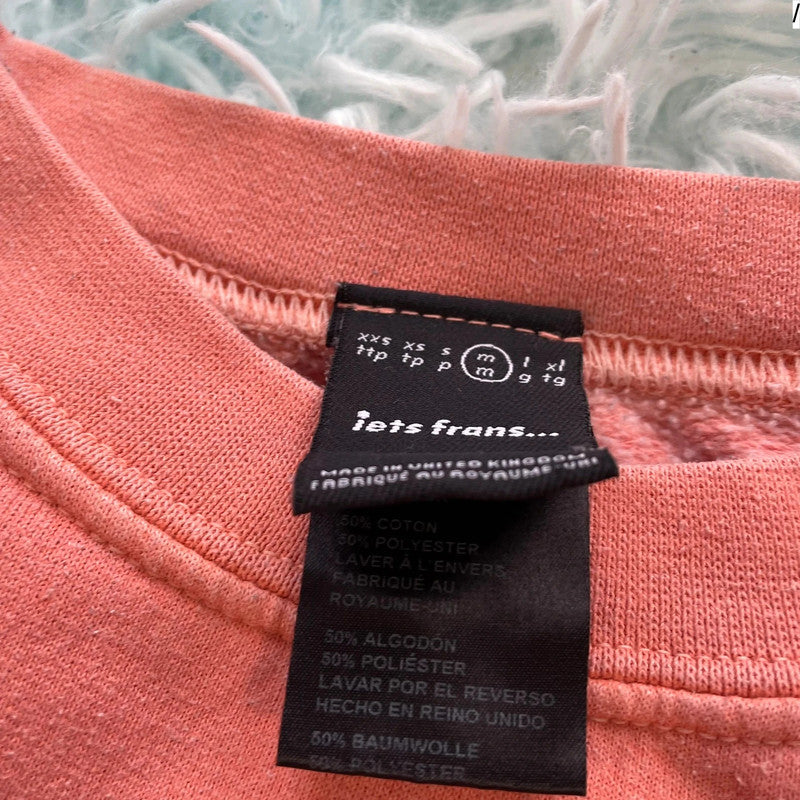 xxs xs s m l xl
ttp tp p m g tg
iets frans...
MADE IN UNITED KINGDOM
FABRIQUÉ AU ROYAUME-UNI
50% COTON
50% POLYESTER
LAVER À L'ENVERS
FABRIQUÉ AU
ROYAUME-UNI
50% ALGODÓN
50% POLIÉSTER
LAVAR POR EL REVERSO
HECHO EN REINO UNIDO
50% BAUMWOLLE
50% POLYESTER